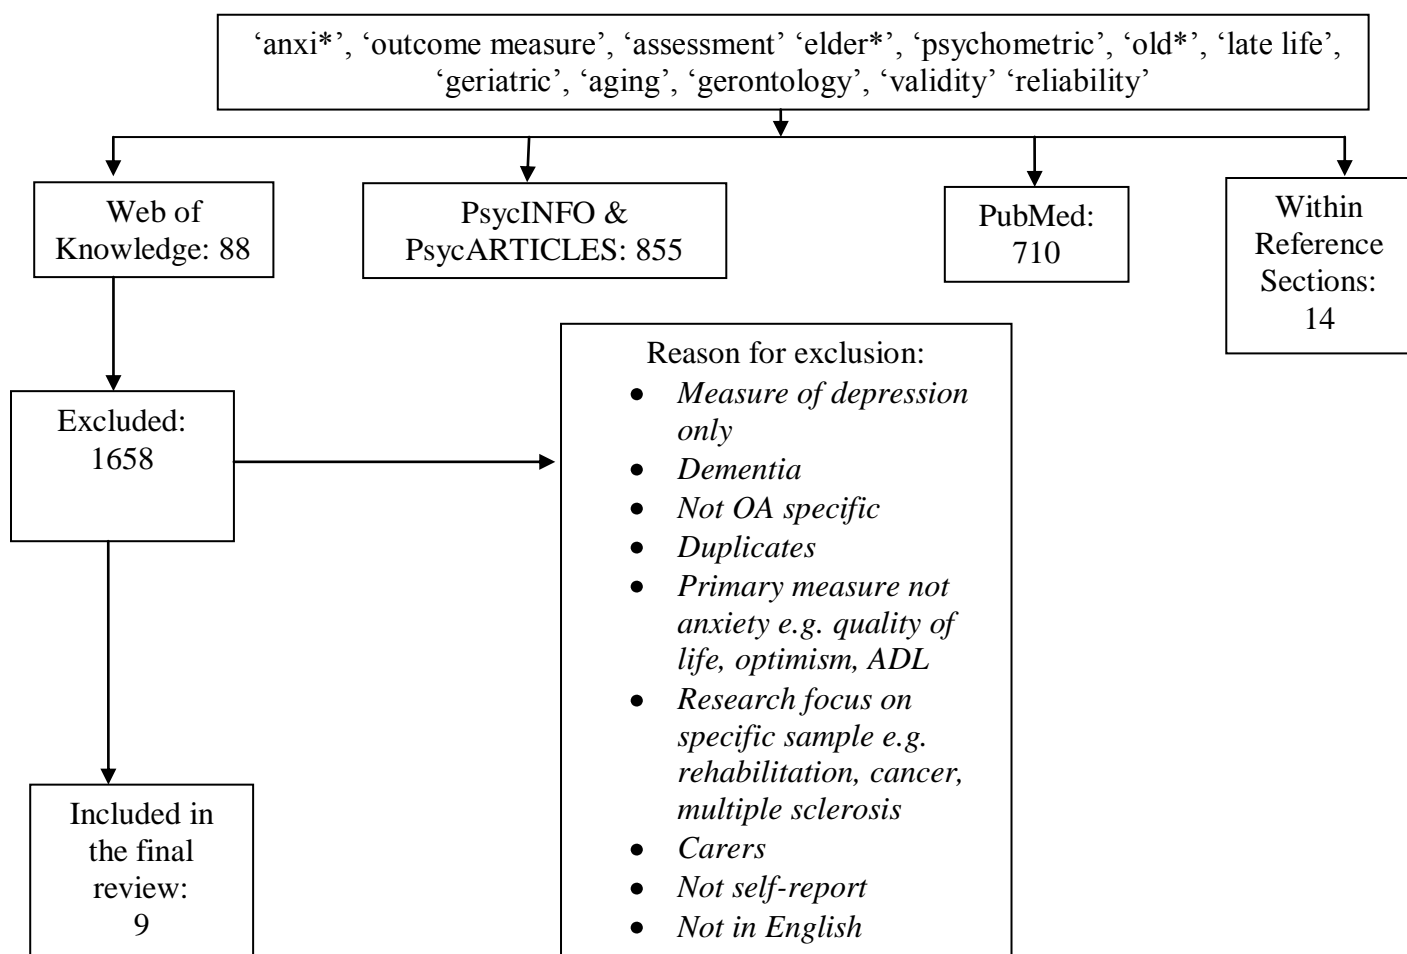 ‘anxi*’, ‘outcome measure’, ‘assessment’ ‘elder*’, ‘psychometric’, ‘old*’, ‘late life’,
‘geriatric’, ‘aging’, ‘gerontology’, ‘validity’ ‘reliability’
Web of
Knowledge: 88
PsycINFO &
PsycARTICLES: 855
PubMed:
710
Within
Reference
Sections:
14
Excluded:
1658
Reason for exclusion:
• Measure of depression
only
• Dementia
• Not OA specific
• Duplicates
• Primary measure not
anxiety e.g. quality of
life, optimism, ADL
• Research focus on
specific sample e.g.
rehabilitation, cancer,
multiple sclerosis
• Carers
• Not self-report
• Not in English
Included in
the final
review:
9